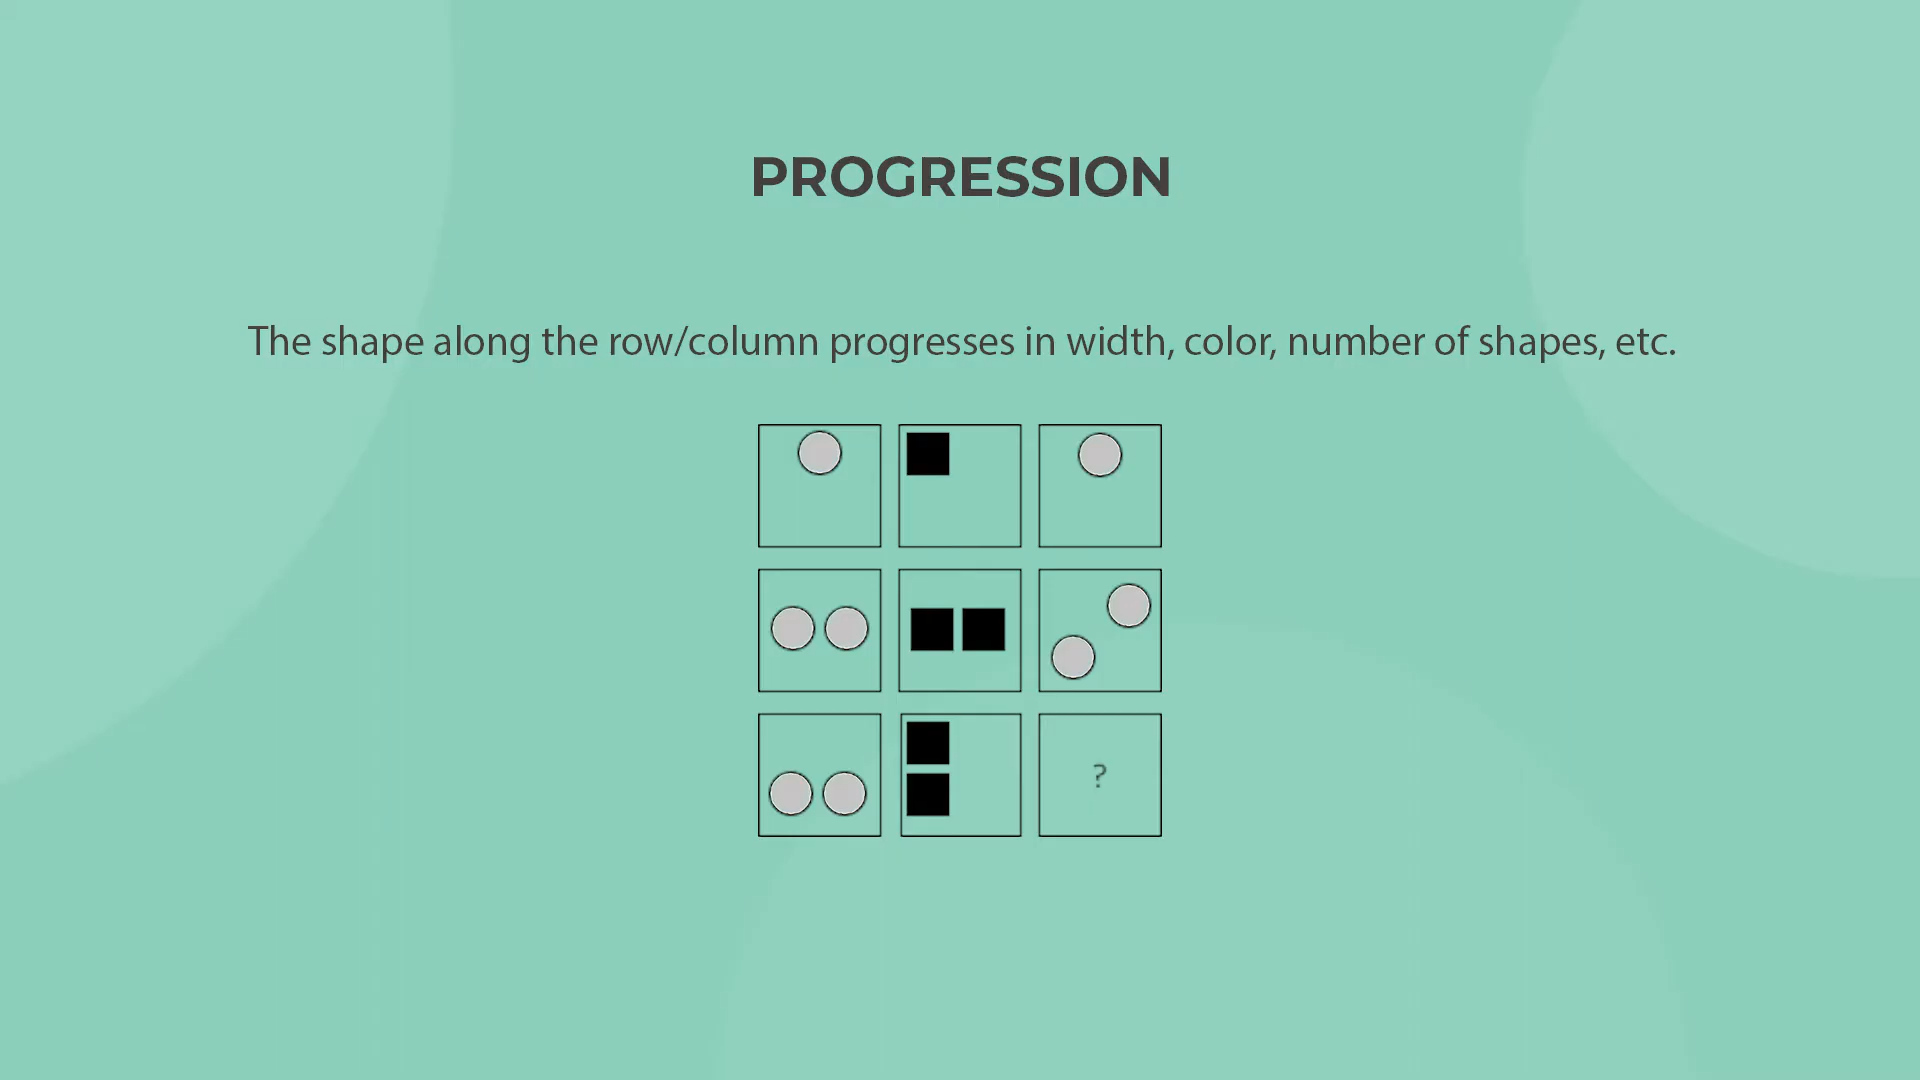 PROGRESSION
The shape along the row/column progresses in width, color, number of shapes, etc.
?